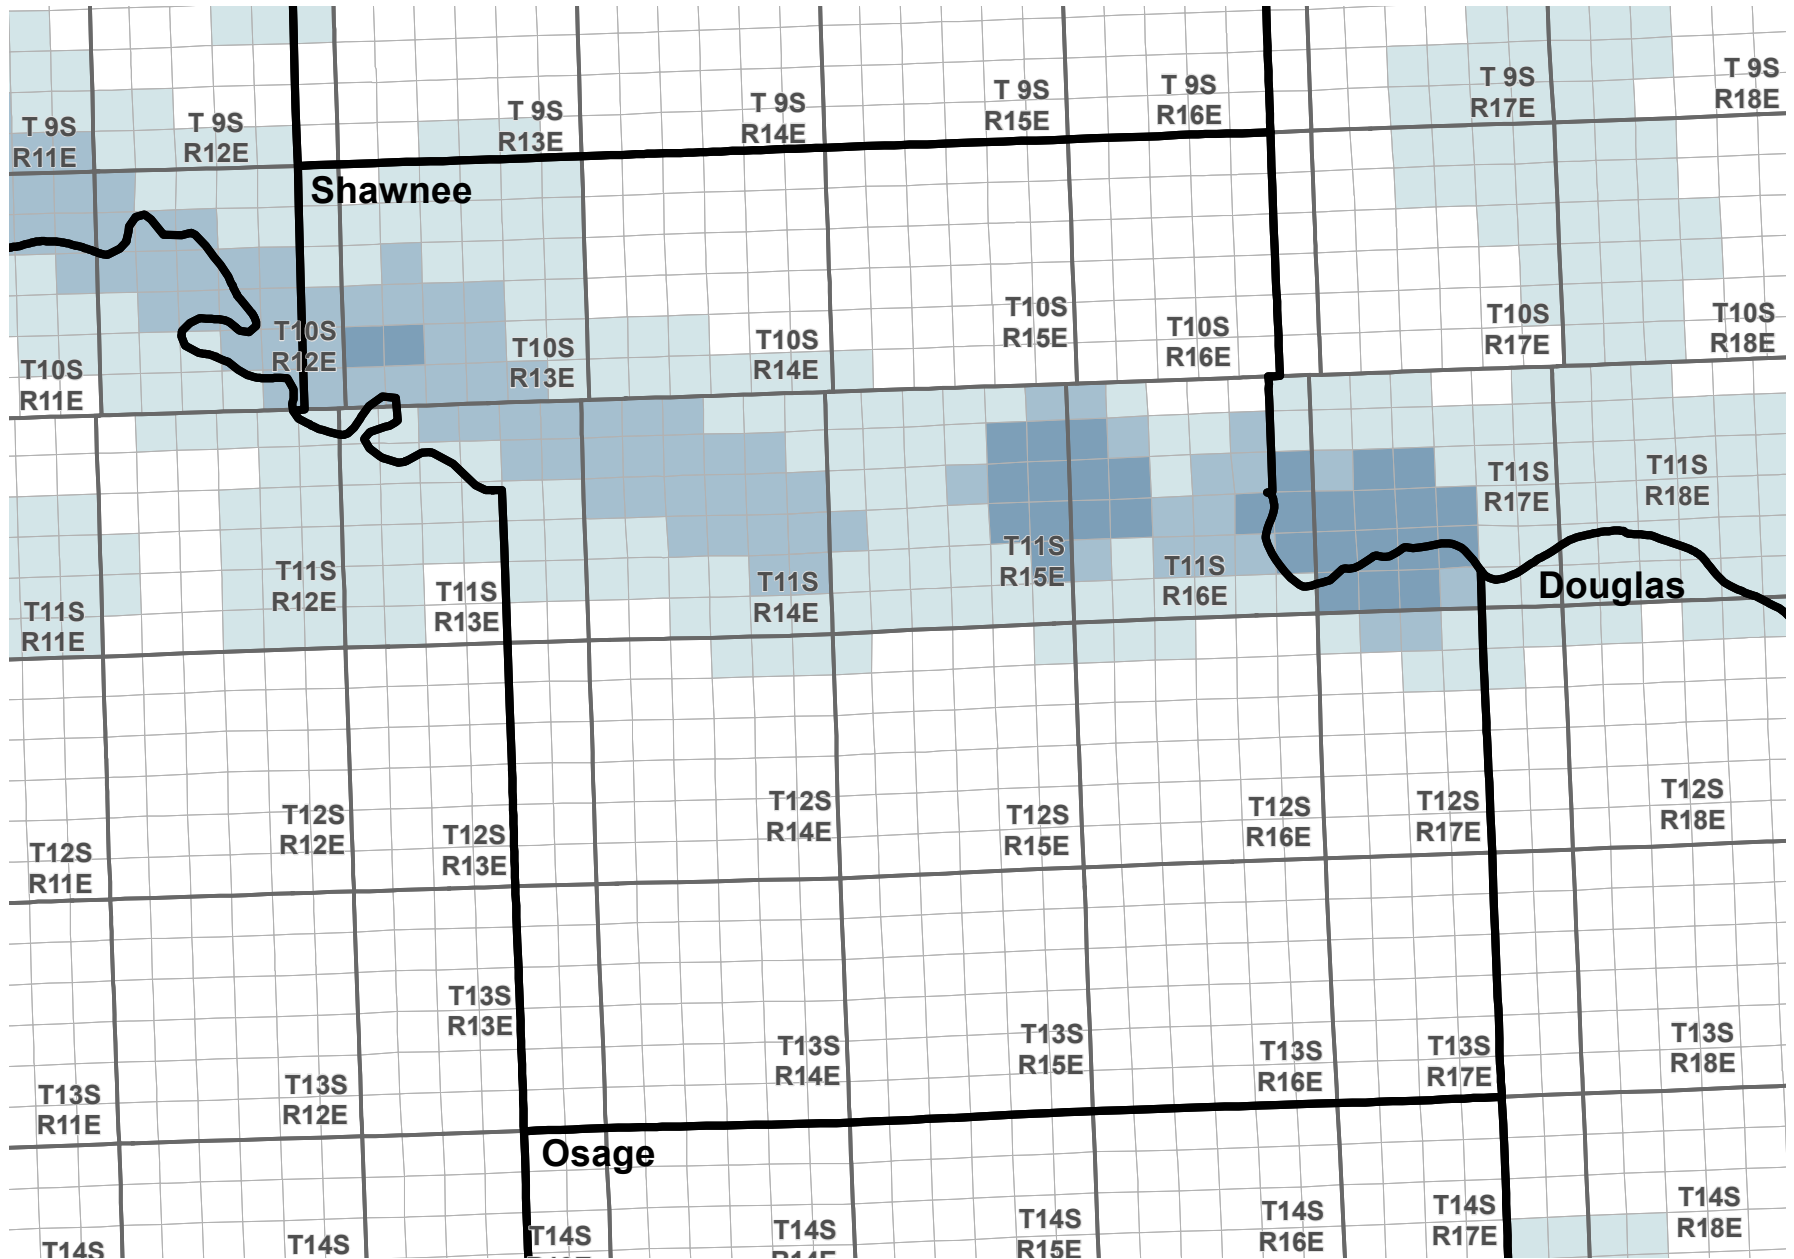 T 9S
R11E
T 9S
R12E
T 9S
R13E
T 9S
R14E
T 9S
R15E
T 9S
R16E
T 9S
R17E
T 9S
R18E
Shawnee
T10S
R11E
T10S
R12E
T10S
R13E
T10S
R14E
T10S
R15E
T10S
R16E
T10S
R17E
T10S
R18E
T11S
R11E
T11S
R12E
T11S
R13E
T11S
R14E
T11S
R15E
T11S
R16E
T11S
R17E
T11S
R18E
Douglas
T12S
R11E
T12S
R12E
T12S
R13E
T12S
R14E
T12S
R15E
T12S
R16E
T12S
R17E
T12S
R18E
T13S
R11E
T13S
R12E
T13S
R13E
T13S
R14E
T13S
R15E
T13S
R16E
T13S
R17E
T13S
R18E
Osage
T14S
T14S
T14S
T14S
R14E
T14S
R15E
T14S
R16E
T14S
R17E
T14S
R18E